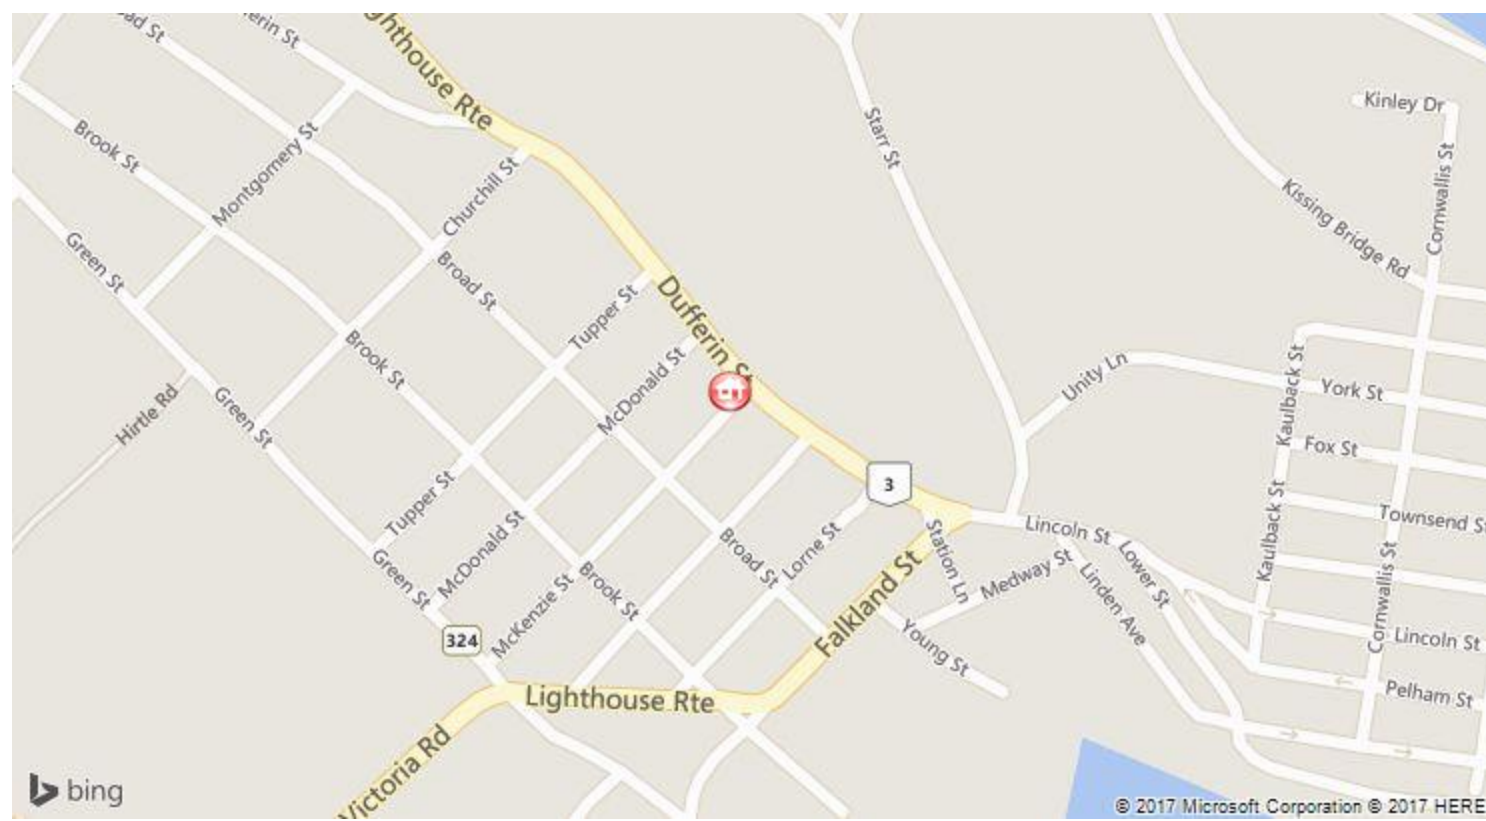 ghthouse Rte
ad St
erin St
Kinley Dr
Brook St
Montgomery St
Churchill St
Starr St
Cornwallis St
Kissing Bridge Rd
Green St
Broad St
Tupper St
Dufferin St
Brook St
McDonald St
Unity Ln
Kaulback St
York St
Hirtle Rd
Green St
Fox St
3
Tupper St
McDonald St
Broad St
Lorne St
Station Ln
Lincoln St
Lower St
Kaulback St
Townsend S
Green St
McKenzie St
Brook St
Falkland St
Medway St
Linden Ave
Cornwallis St
324
Young St
Lincoln St
Lighthouse Rte
Pelham St
Victoria Rd
bing
© 2017 Microsoft Corporation © 2017 HERE